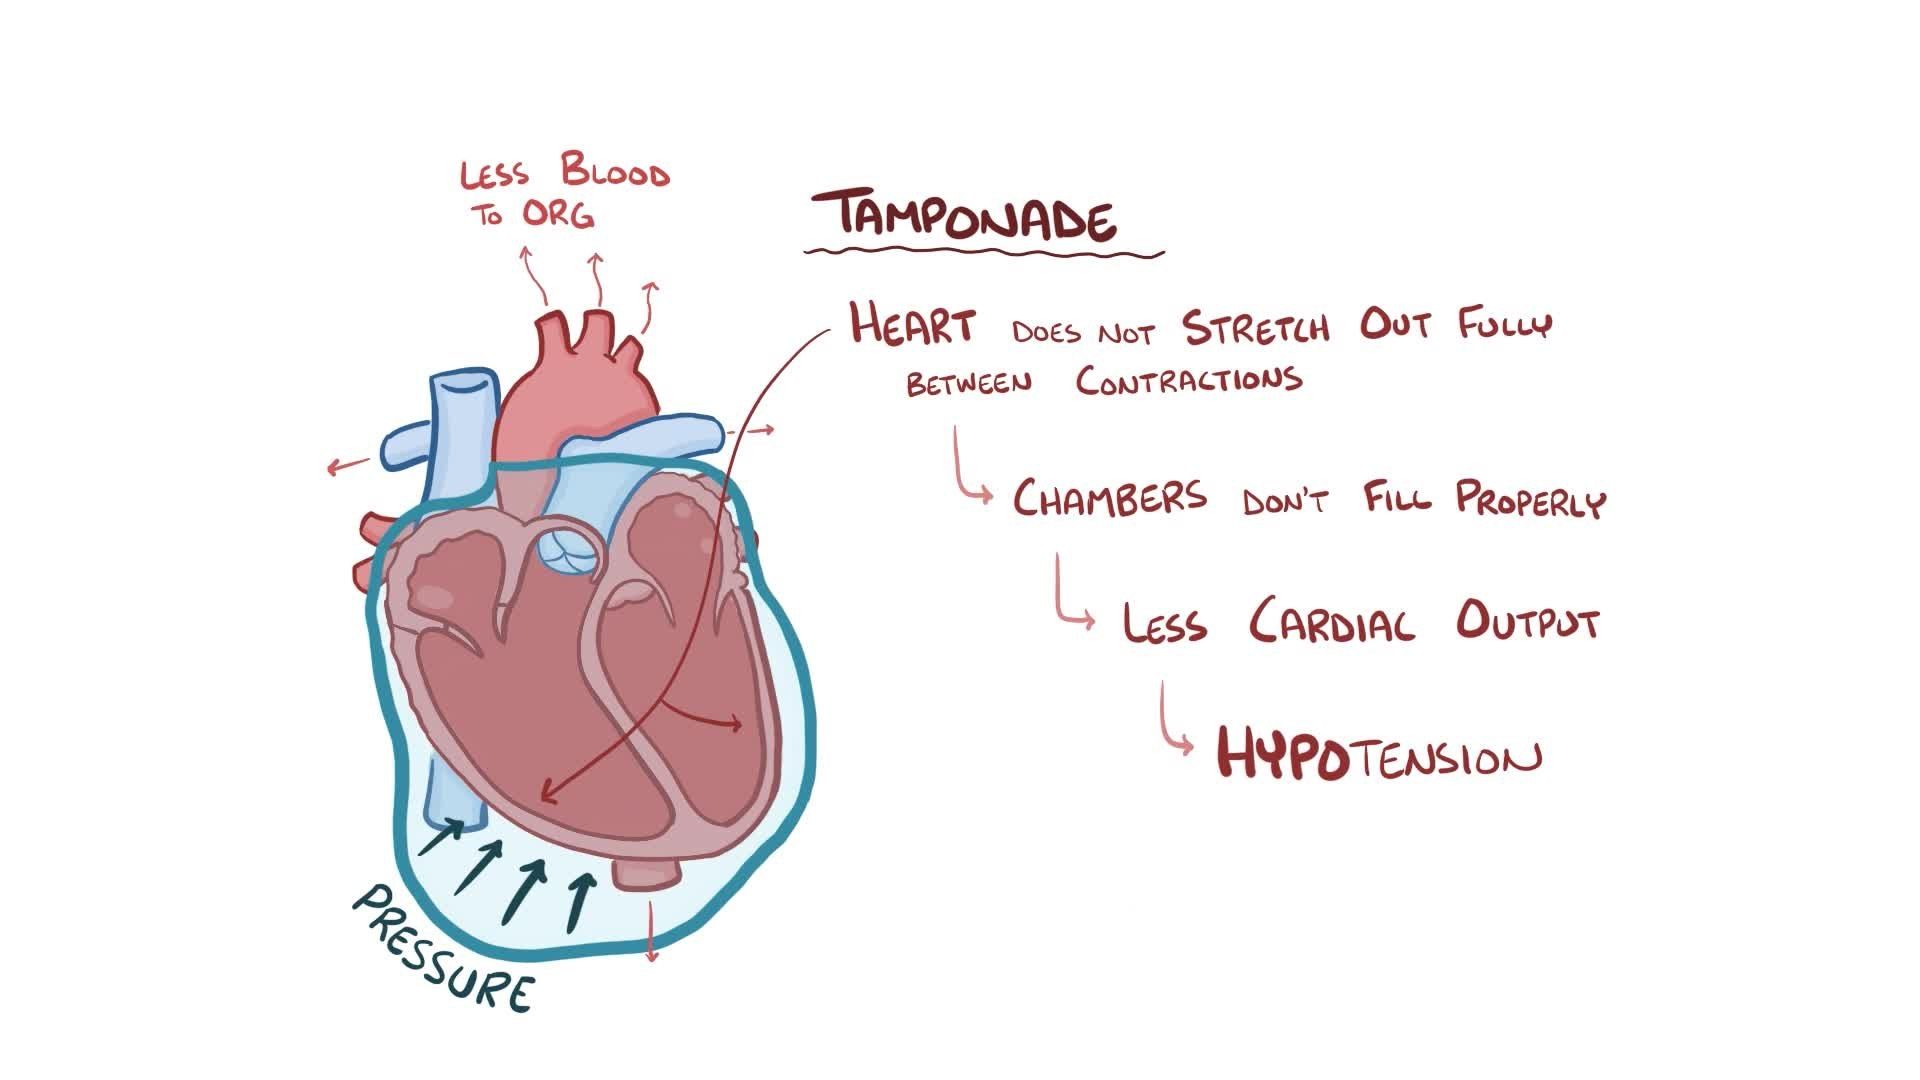 LESS BLOOD
TO ORG
TAMPONADE
HEART DOES NOT STRETCH OUT FULLY
BETWEEN CONTRACTIONS
CHAMBERS DON'T FILL PROPERLY
LESS CARDIAC OUTPUT
HYPOTENSION
PRESSURE